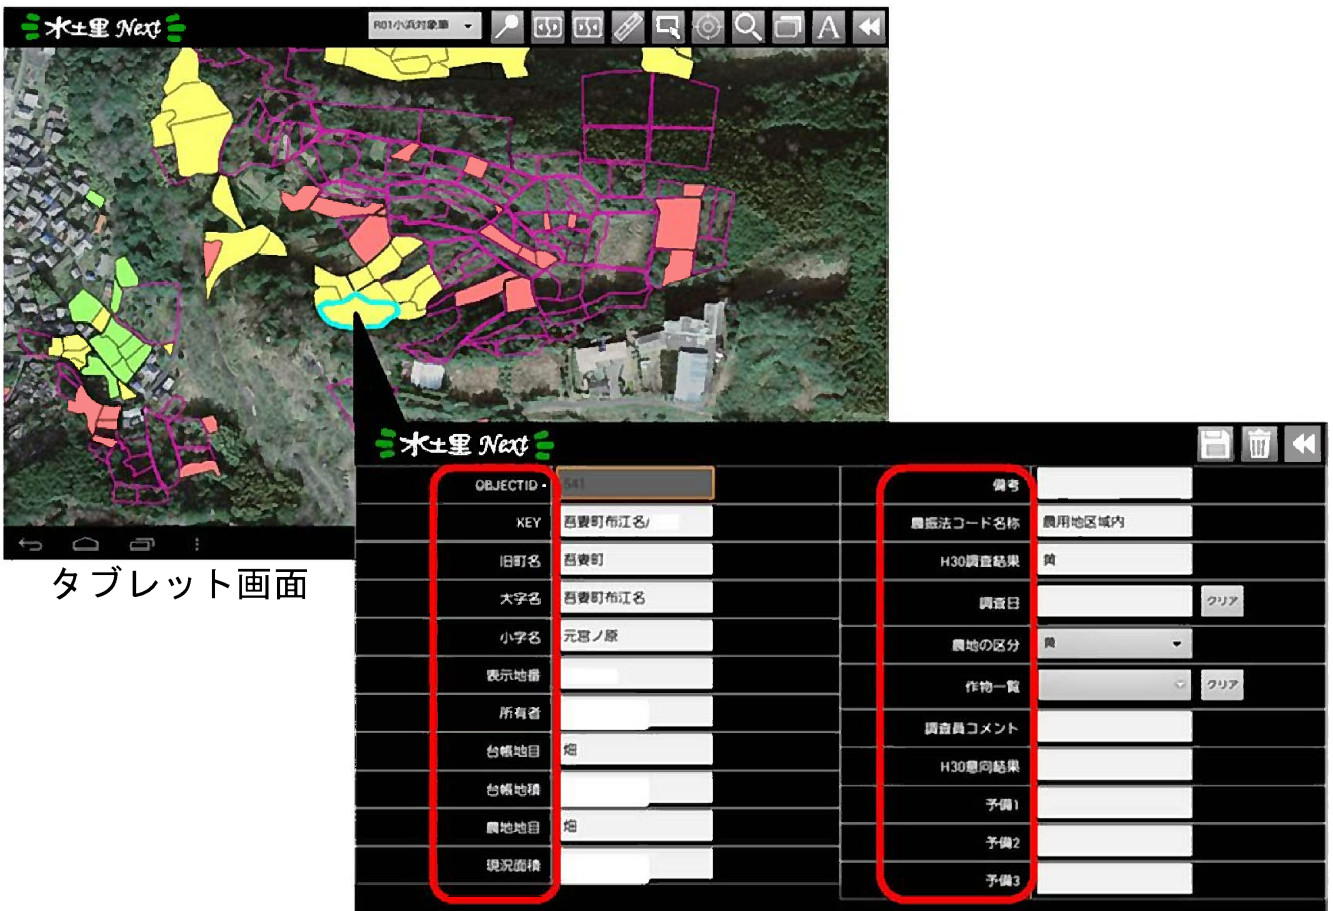 水土里 Next
R01小浜対象筆
A
タブレット画面
水土里 Next
OBJECTID
541
KEY
吾妻町布江名/
旧町名
吾妻町
大字名
吾妻町布江名
小字名
元宮ノ原
表示地番
所有者
台帳地目
畑
台帳地積
農地地目
畑
現況面積
備考
農振法コード名称
農用地区域内
H30調査結果
黄
調査日
クリア
農地の区分
黄
作物一覧
クリア
調査員コメント
H30意向結果
予備1
予備2
予備3